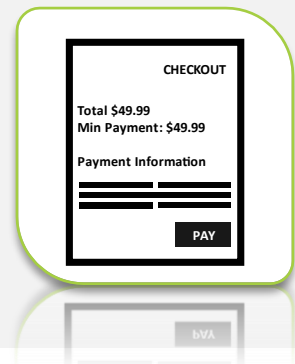 CHECKOUT
Total $49.99
Min Payment: $49.99
Payment Information
PAY